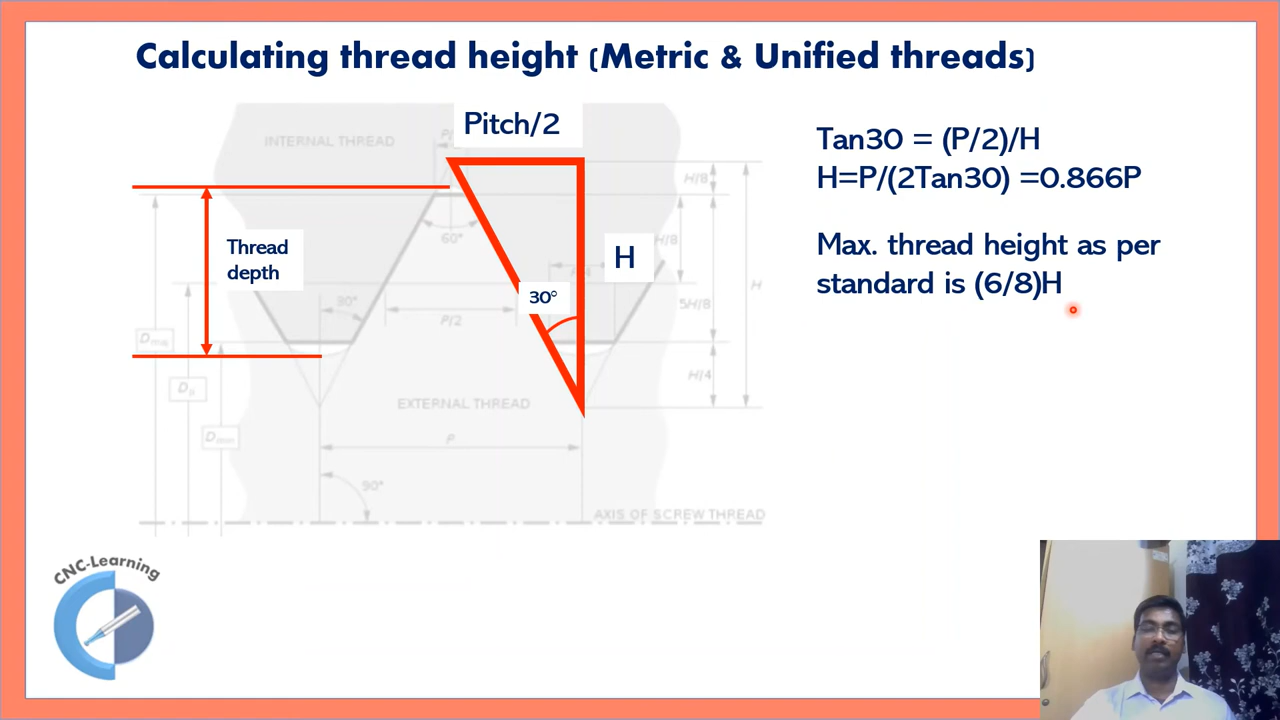 Calculating thread height (Metric & Unified threads)
INTERNAL THREAD
Pitch/2
Tan30 = (P/2)/H
H=P/(2Tan30) =0.866P
H/8
60°
Thread
depth
H
H/8
Max. thread height as per
standard is (6/8)H
30°
30°
P/2
5H/8
H
H/4
EXTERNAL THREAD
P
90°
AXIS OF SCREW THREAD
CNC-Learning